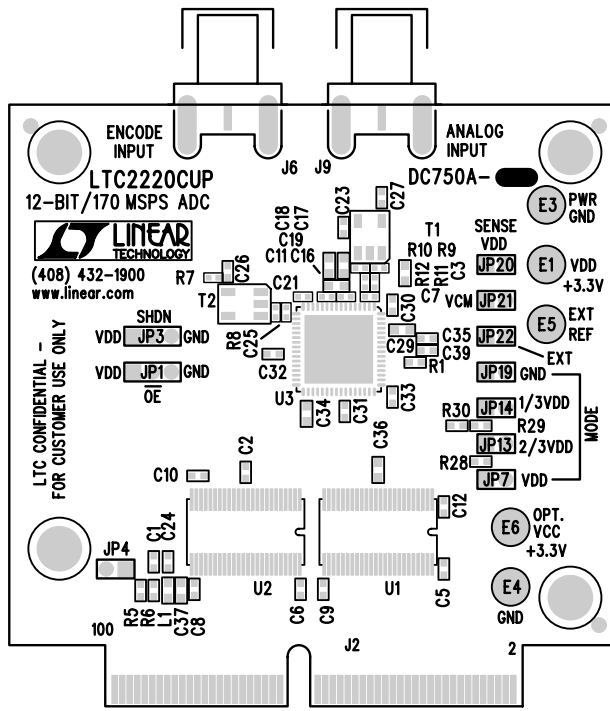 ENCODE
INPUT
ANALOG
INPUT
J6
J9
LTC2220CUP
12-BIT/170 MSPS ADC
DC750A-
LINEAR
TECHNOLOGY
(408) 432-1900
www.linear.com
E3
PWR
GND
E1
VDD
+3.3V
E5
EXT
REF
SENSE
VDD
JP20
VCM
JP21
JP22
EXT
JP19
GND
JP14
1/3VDD
R30
R29
JP13
2/3VDD
R28
JP7
VDD
MODE
C27
C23
C18
C17
C19
C11
C16
T1
R10
R9
R12
R11
C3
C7
C26
R7
T2
C21
R8
C25
C32
C30
C29
C35
C39
R1
C33
U3
C34
C31
C36
SHDN
VDD
JP3
GND
VDD
JP1
GND
OE
LTC CONFIDENTIAL -
FOR CUSTOMER USE ONLY
C2
C10
C12
C1
C24
JP4
R5
R6
L1
C37
C8
U2
C6
C9
U1
C5
E6
OPT.
VCC
+3.3V
E4
GND
100
J2
2